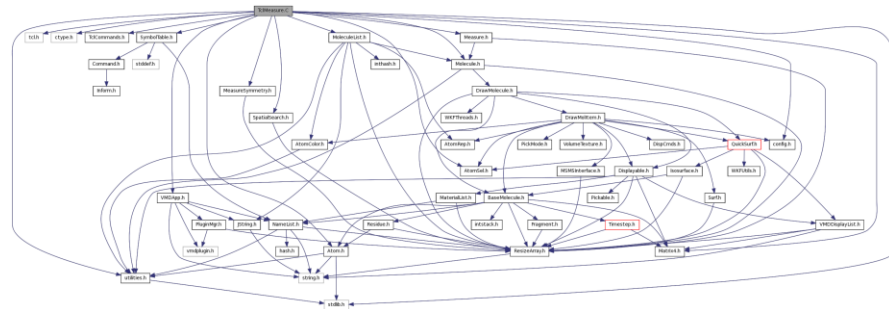 TclMeasure.C
tcl.h
ctype.h
TclCommands.h
SymbolTable.h
MoleculeList.h
Measure.h
Command.h
stddef.h
inthash.h
Molecule.h
Inform.h
MeasureSymmetry.h
DrawMolecule.h
SpatialSearch.h
WKFThreads.h
DrawMolItem.h
AtomColor.h
AtomRep.h
PickMode.h
VolumeTexture.h
DispCmds.h
QuickSurf.h
config.h
AtomSel.h
MSMSInterface.h
Displayable.h
Isosurface.h
WKFUtils.h
VMDApp.h
MaterialList.h
BaseMolecule.h
Pickable.h
Surf.h
PluginMgr.h
JString.h
NameList.h
Residue.h
intstack.h
Fragment.h
Timestep.h
VMDDisplayList.h
vmdplugin.h
hash.h
Atom.h
ResizeArray.h
Matrix4.h
utilities.h
string.h
stdlib.h